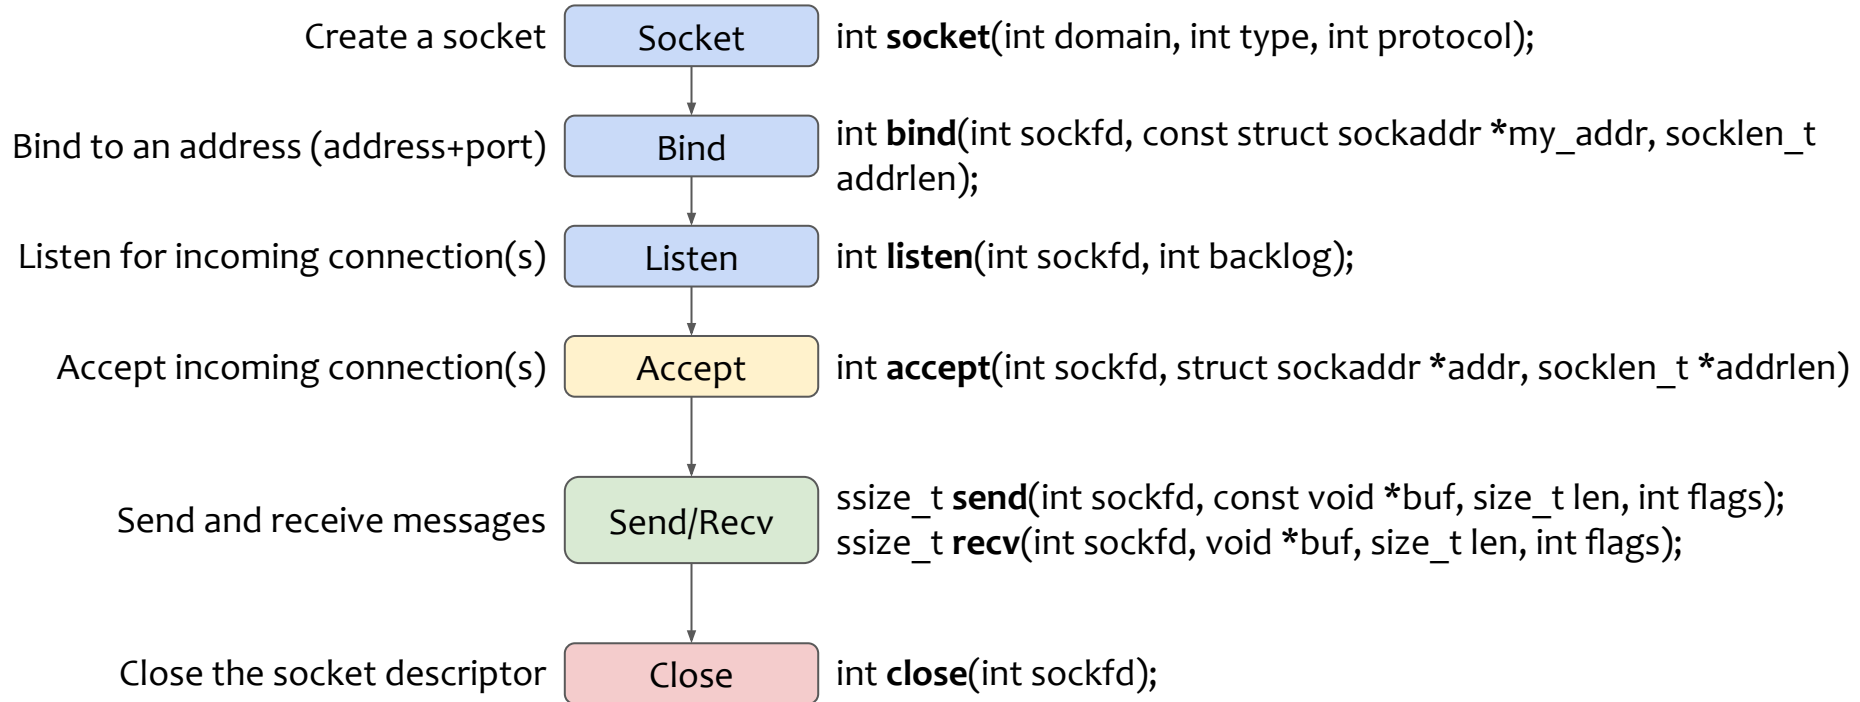 Create a socket
Socket
int socket(int domain, int type, int protocol);
Bind to an address (address+port)
Bind
int bind(int sockfd, const struct sockaddr *my_addr, socklen_t
addrlen);
Listen for incoming connection(s)
Listen
int listen(int sockfd, int backlog);
Accept incoming connection(s)
Accept
int accept(int sockfd, struct sockaddr *addr, socklen_t *addrlen)
Send and receive messages
Send/Recv
ssize_t send(int sockfd, const void *buf, size_t len, int flags);
ssize_t recv(int sockfd, void *buf, size_t len, int flags);
Close the socket descriptor
Close
int close(int sockfd);